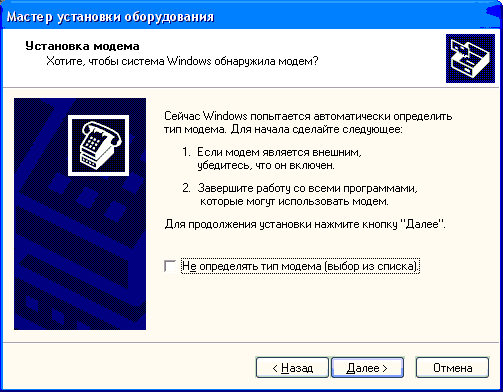 Мастер установки оборудования
Установка модема
Хотите, чтобы система Windows обнаружила модем?
Сейчас Windows попытается автоматически определить
тип модема. Для начала сделайте следующее:
1. Если модем является внешним,
убедитесь, что он включен.
2. Завершите работу со всеми программами,
которые могут использовать модем.
Для продолжения установки нажмите кнопку "Далее".
Не определять тип модема (выбор из списка).
< Назад
Далее >
Отмена